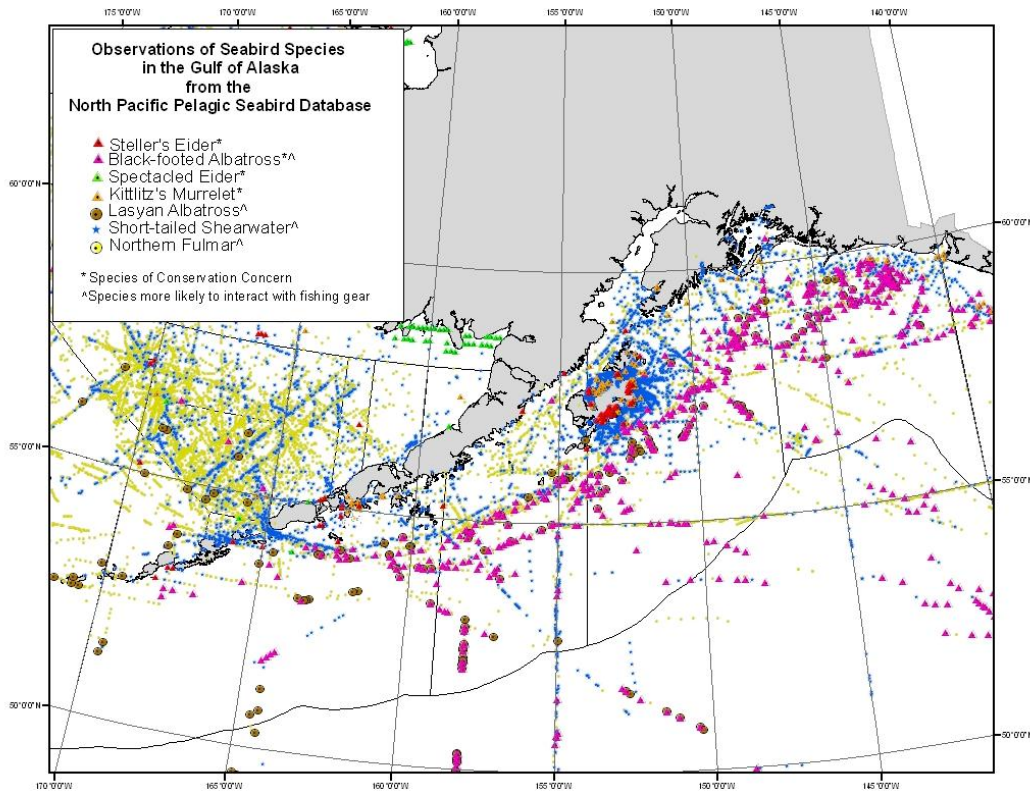 175°0'0"W
170°0'0"W
165°0'0"W
160°0'0"W
155°0'0"W
150°0'0"W
145°0'0"W
140°0'0"W
Observations of Seabird Species
in the Gulf of Alaska
from the
North Pacific Pelagic Seabird Database
Steller's Eider*
Black-footed Albatross*^
Spectacled Eider*
Kittlitz's Murrelet*
Lasyan Albatross^
Short-tailed Shearwater^
Northern Fulmar^
* Species of Conservation Concern
^Species more likely to interact with fishing gear
60°0'0"N
60°0'0"N
55°0'0"N
55°0'0"N
50°0'0"N
50°0'0"N
170°0'0"W
165°0'0"W
160°0'0"W
155°0'0"W
150°0'0"W
145°0'0"W